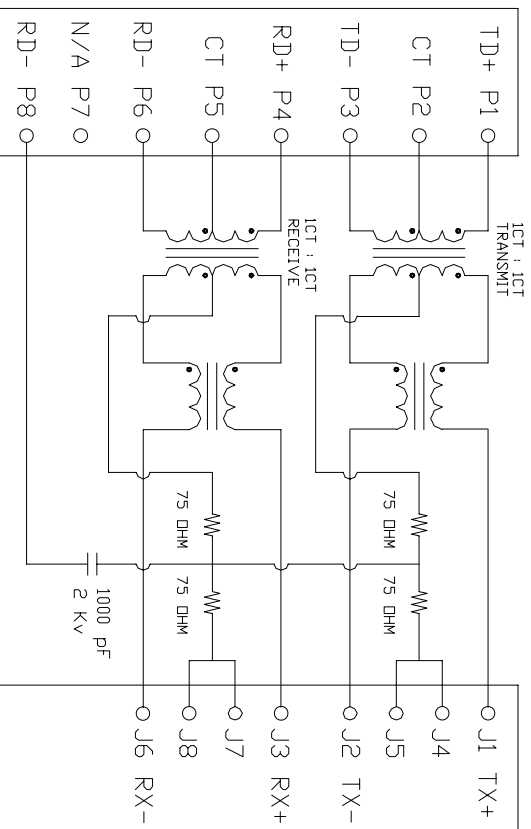 TD+ P1
CT P2
TD- P3
RD+ P4
CT P5
RD- P6
N/A P7
RD- P8
1CT : 1CT
TRANSMIT
1CT : 1CT
RECEIVE
75 OHM
75 OHM
75 OHM
75 OHM
1000 pF
2 Kv
J1 TX+
J4
J5
J2 TX-
J3 RX+
J7
J8
J6 RX-